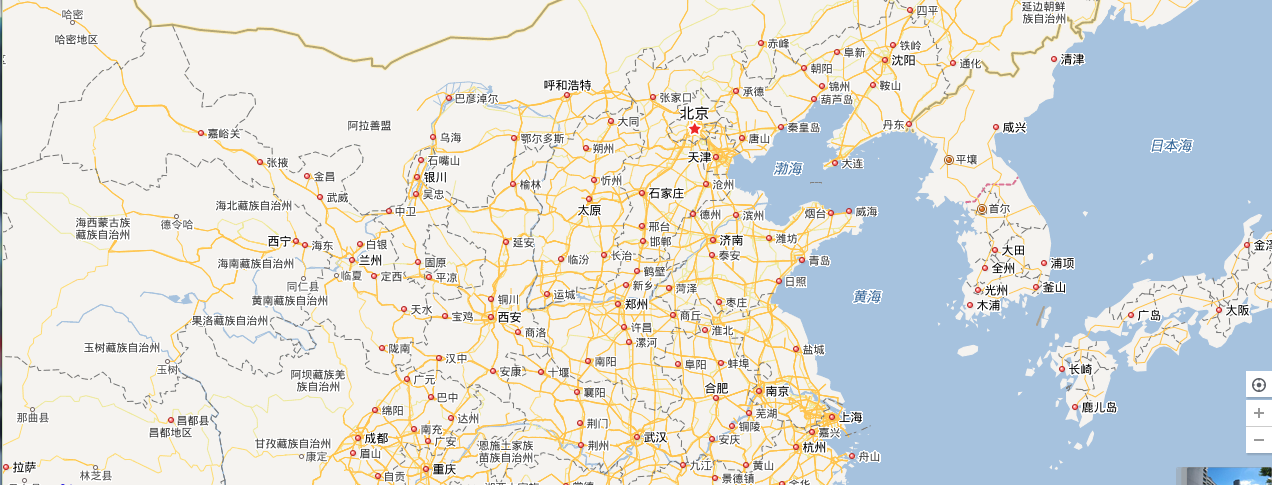 哈密
哈密地区
四平
延边朝鲜
族自治州
赤峰
阜新
铁岭
沈阳
通化
清津
朝阳
锦州
鞍山
葫芦岛
呼和浩特
巴彦淖尔
张家口
承德
北京
大同
唐山
秦皇岛
丹东
咸兴
嘉峪关
阿拉善盟
乌海
鄂尔多斯
朔州
天津
渤海
大连
平壤
日本海
张掖
石嘴山
金昌
银川
武威
吴忠
榆林
忻州
石家庄
沧州
海北藏族自治州
中卫
太原
德州
滨州
烟台
威海
首尔
海西蒙古族
藏族自治州
德令哈
西宁
海东
白银
兰州
延安
邢台
邯郸
济南
潍坊
泰安
青岛
大田
全州
浦项
海南藏族自治州
临夏
定西
固原
平凉
临汾
长治
鹤壁
新乡
菏泽
日照
同仁县
黄南藏族自治州
铜川
运城
郑州
枣庄
黄海
光州
木浦
釜山
果洛藏族自治州
天水
宝鸡
西安
商洛
许昌
漯河
商丘
淮北
广岛
大阪
玉树藏族自治州
玉树
陇南
汉中
安康
十堰
南阳
阜阳
蚌埠
盐城
长崎
阿坝藏族羌
族自治州
广元
巴中
襄阳
合肥
南京
鹿儿岛
那曲县
昌都县
昌都地区
绵阳
南充
达州
荆门
芜湖
铜陵
上海
嘉兴
成都
广安
甘孜藏族自治州
康定
眉山
恩施土家族
苗族自治州
荆州
武汉
安庆
杭州
舟山
拉萨
林芝县
重庆
自贡
九江
黄山
景德镇